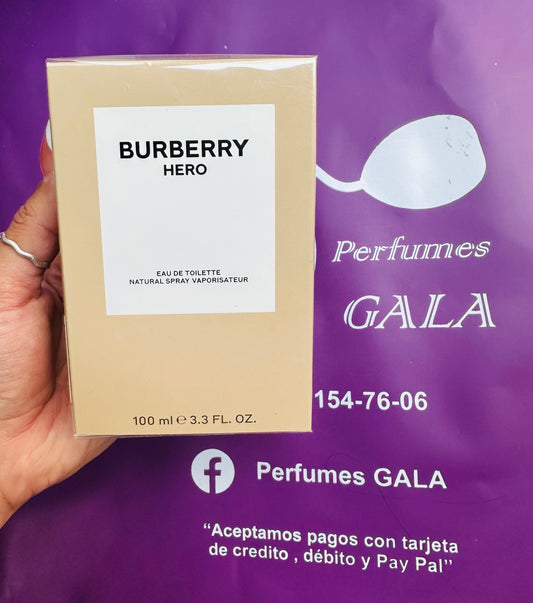 BURBERRY
HERO
EAU DE TOILETTE
NATURAL SPRAY VAPORISATEUR
100 ml ℮ 3.3 FL. OZ.
Perfumes
GALA
154-76-06
Perfumes GALA
“Aceptamos pagos con tarjeta
de credito , débito y Pay Pal”